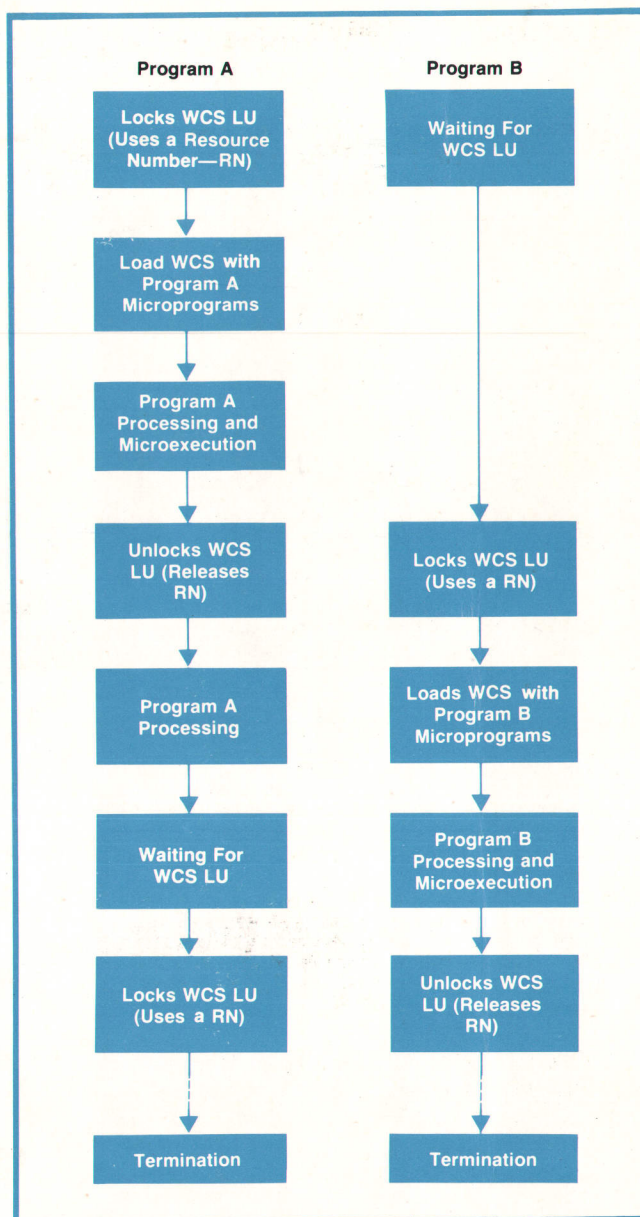 Program A
Locks WCS LU
(Uses a Resource
Number—RN)
Load WCS with
Program A
Microprograms
Program A
Processing and
Microexecution
Unlocks WCS
LU (Releases
RN)
Program A
Processing
Waiting For
WCS LU
Locks WCS LU
(Uses a RN)
Termination
Program B
Waiting For
WCS LU
Locks WCS LU
(Uses a RN)
Loads WCS with
Program B
Microprograms
Program B
Processing and
Microexecution
Unlocks WCS
LU (Releases
RN)
Termination